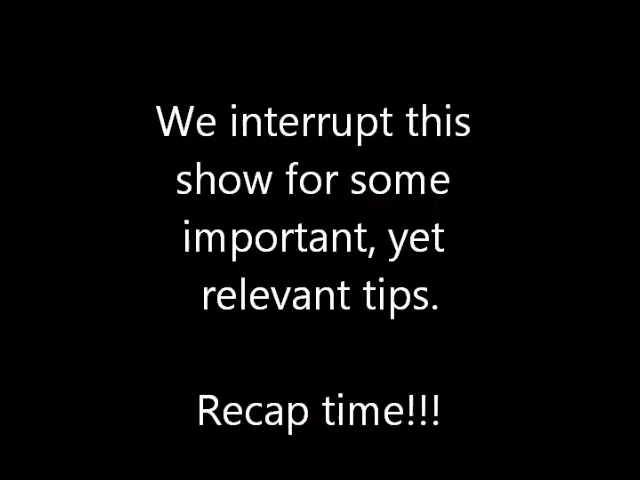 We interrupt this
show for some
important, yet
relevant tips.
Recap time!!!